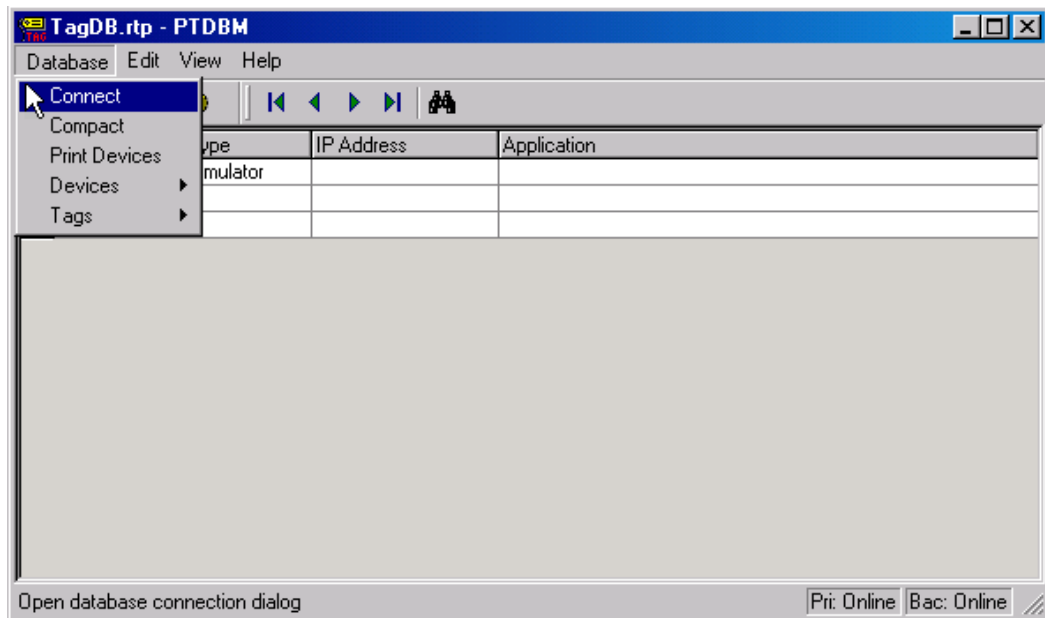 TagDB.rtp - PTDBM
Database Edit View Help
Connect
Compact
Print Devices
Devices
Tags
ype IP Address Application
mulator
Open database connection dialog
Pri: Online Bac: Online